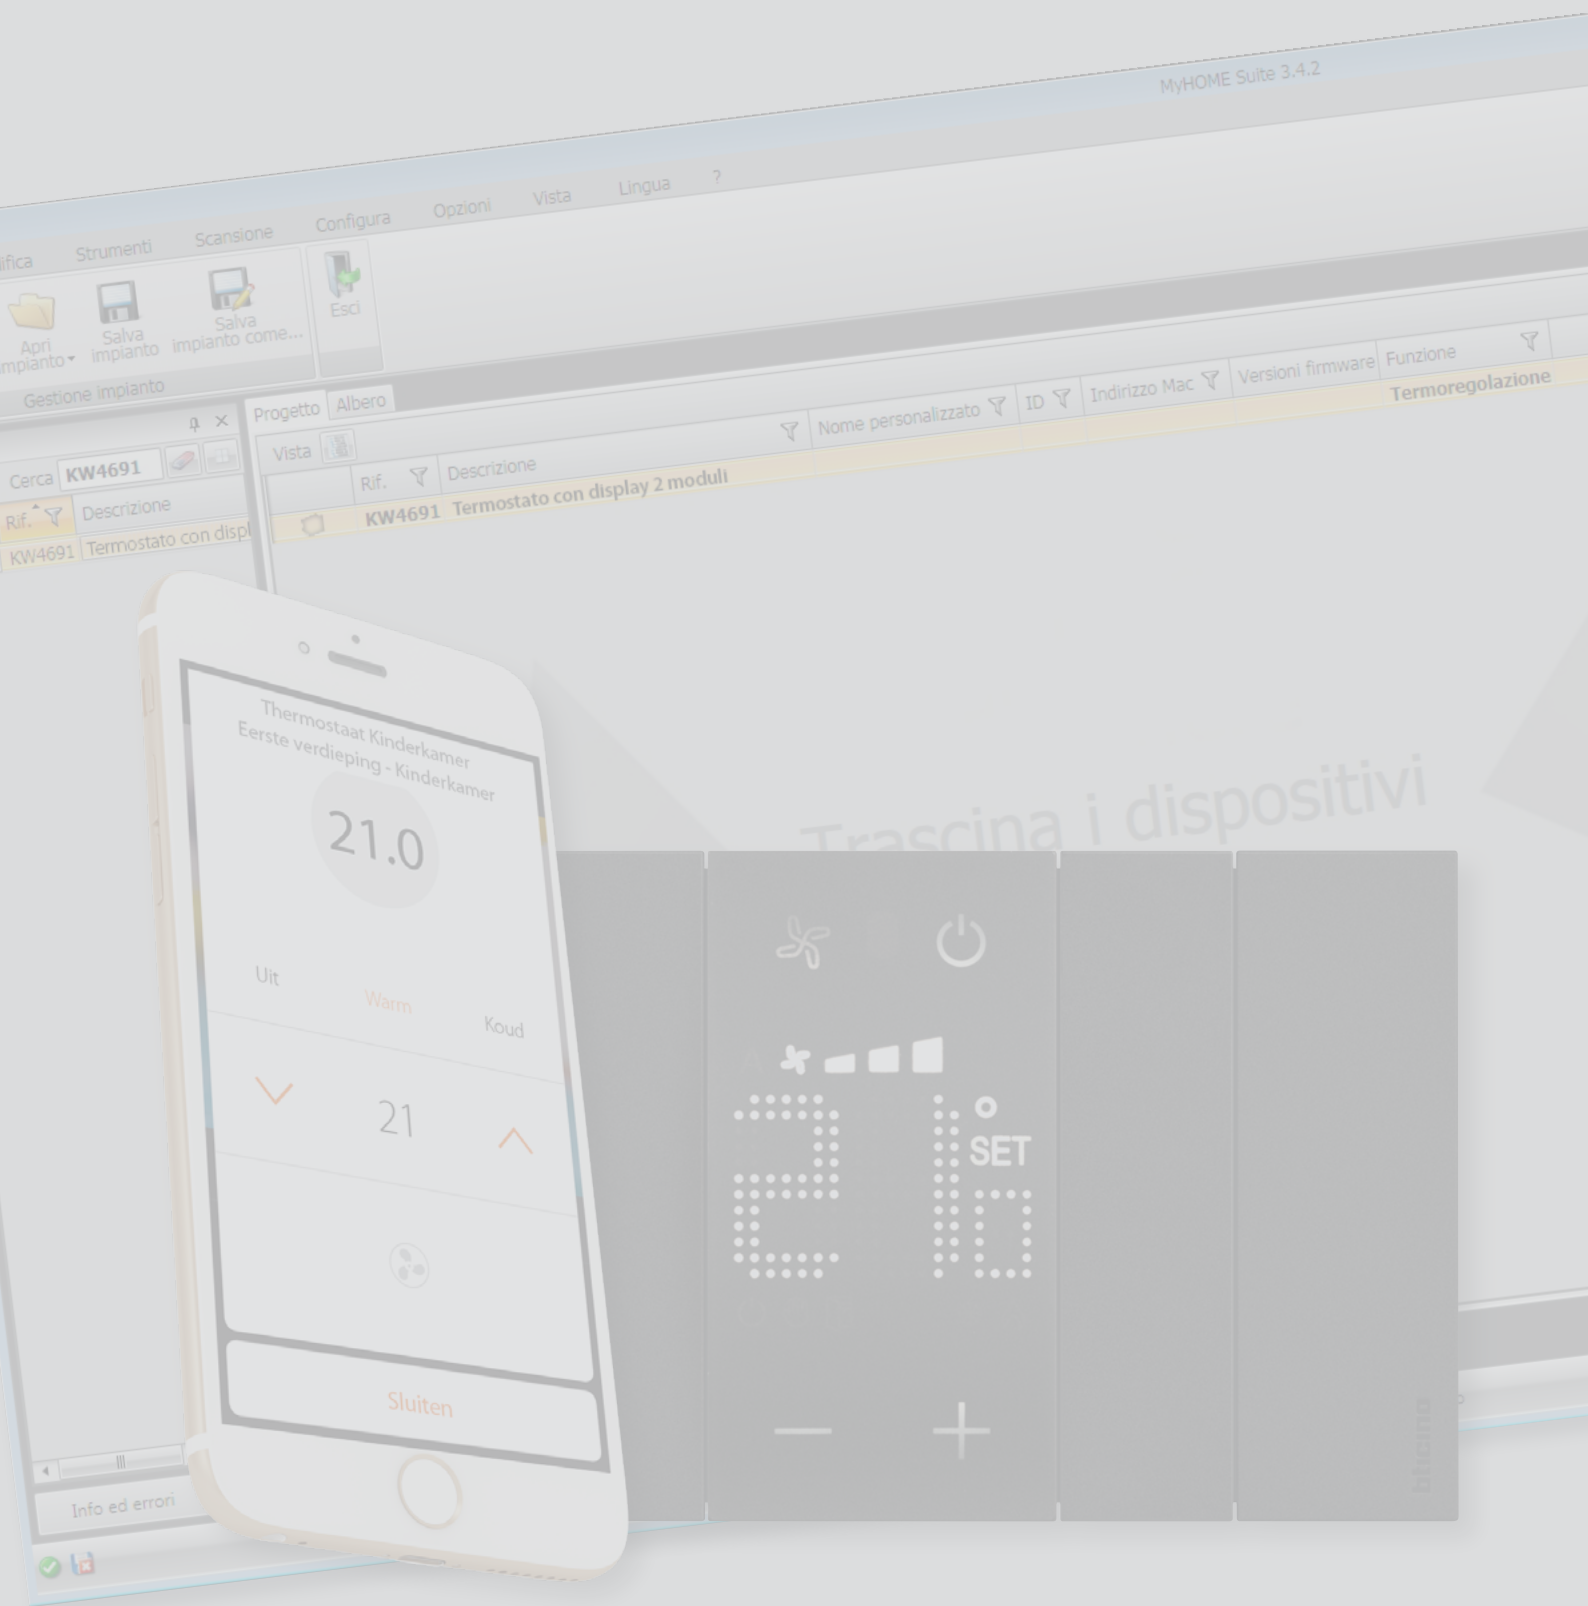 MyHOME Suite 3.4.2
ifica Strumenti Scansione Configura Opzioni Vista Lingua ?
Apri
mpianto
Salva
impianto
Salva
impianto come...
Esci
Gestione impianto
Cerca KW4691
Rif. Descrizione
KW4691 Termostato con displ
Progetto Albero
Vista
Rif. Descrizione Nome personalizzato ID Indirizzo Mac Versioni firmware Funzione
Termoregolazione
KW4691 Termostato con display 2 moduli
Trascina i dispositivi
Thermostaat Kinderkamer
Eerste verdieping - Kinderkamer
21.0
Uit Warm Koud
21
Sluiten
21°
SET
0
bticino
Info ed errori